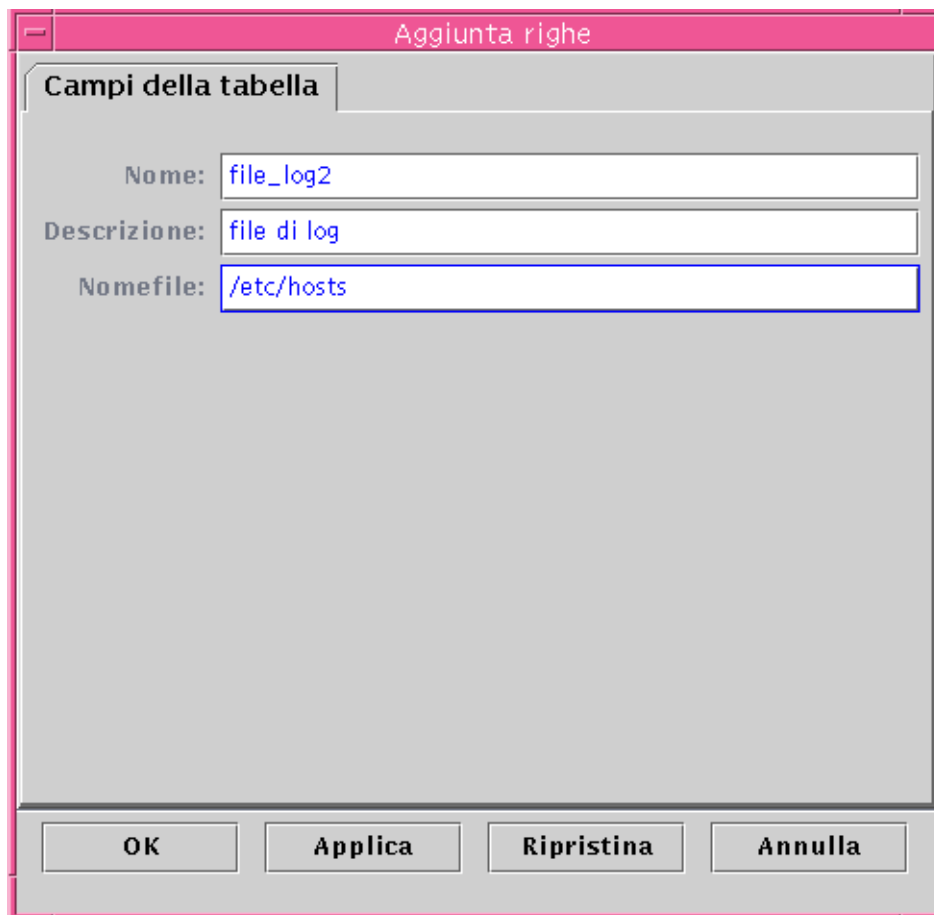 Aggiunta righe
Campi della tabella
Nome: file_log2
Descrizione: file di log
Nomefile: /etc/hosts
OK Applica Ripristina Annulla